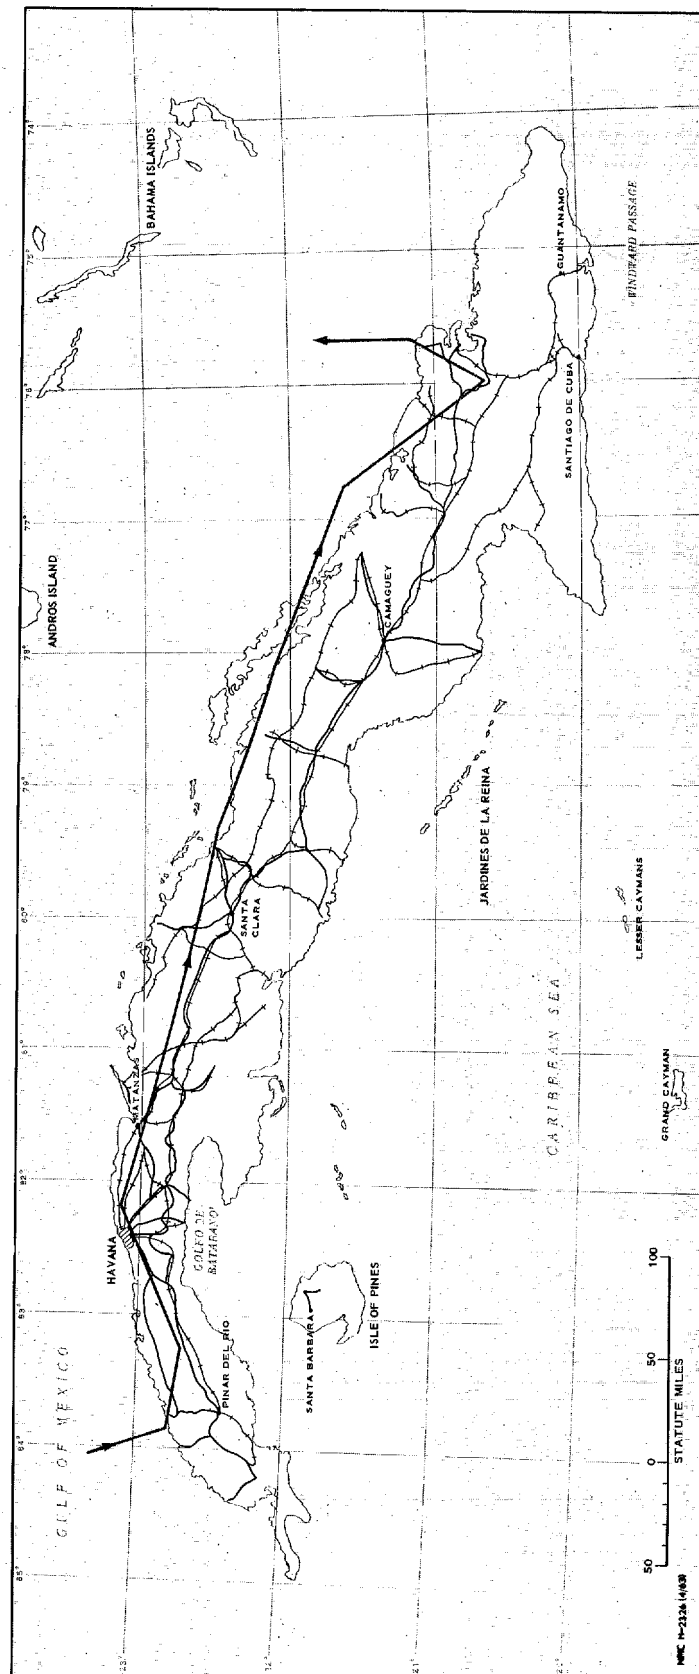 GULF OF MEXICO
ANDROS ISLAND
BAHAMA ISLANDS
85°
84°
83°
82°
81°
80°
79°
78°
77°
76°
75°
74°
23°
22°
21°
HAVANA
MATANZAS
PINAR DEL RIO
GOLFO DE
BATABANO
SANTA
CLARA
CAMAGUEY
GUANTANAMO
SANTIAGO DE CUBA
WINDWARD PASSAGE
SANTA BARBARA
ISLE OF PINES
JARDINES DE LA REINA
CARIBBEAN SEA
LESSER CAYMANS
GRAND CAYMAN
50 0 50 100
STATUTE MILES